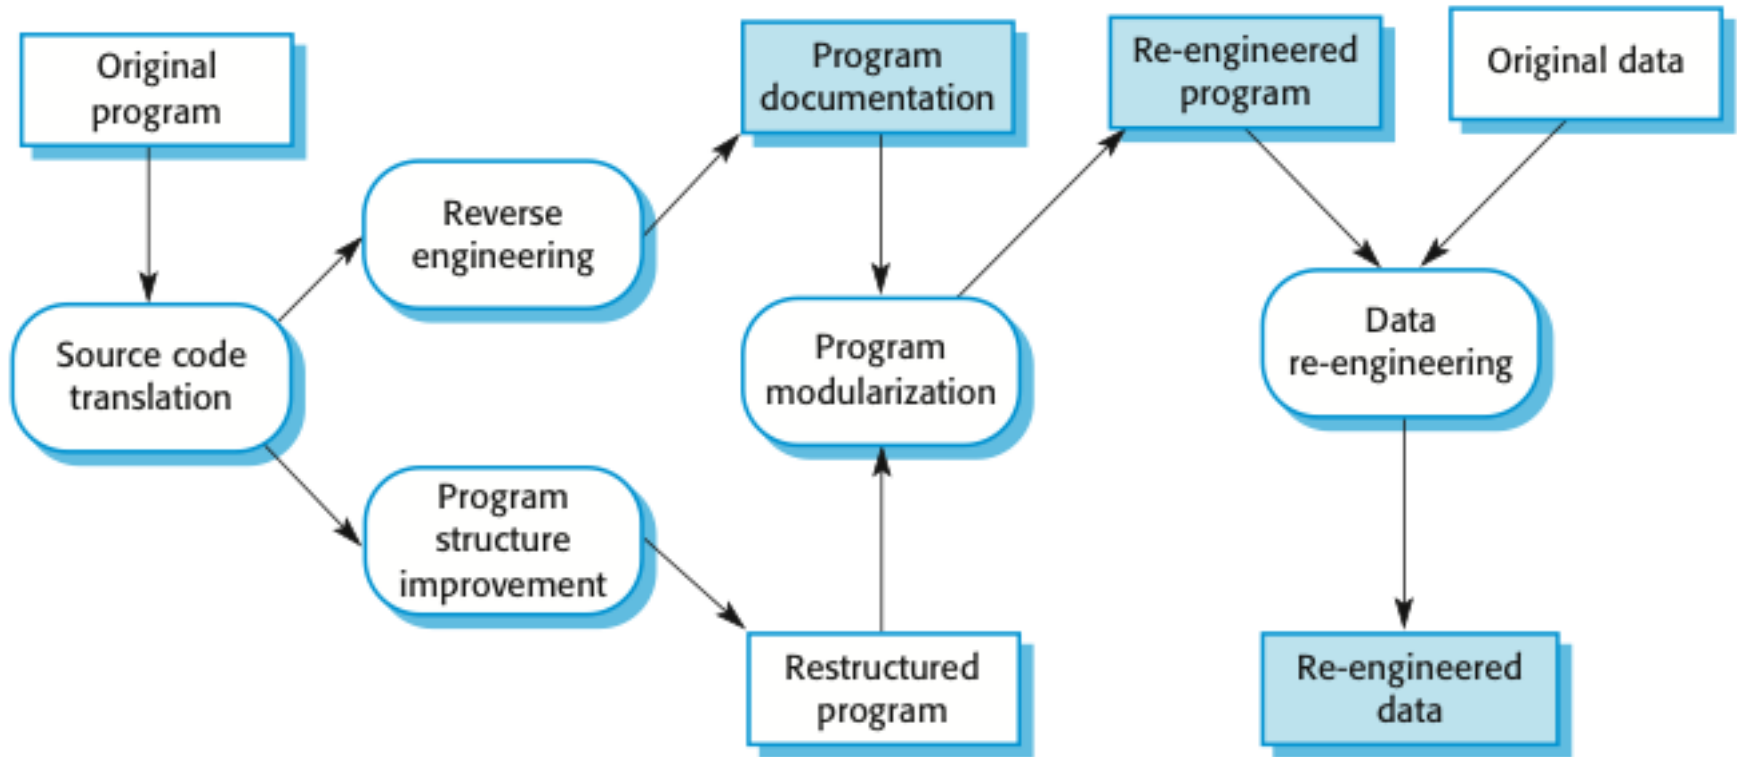 Original
program
Program
documentation
Re-engineered
program
Original data
Reverse
engineering
Source code
translation
Program
modularization
Data
re-engineering
Program
structure
improvement
Restructured
program
Re-engineered
data